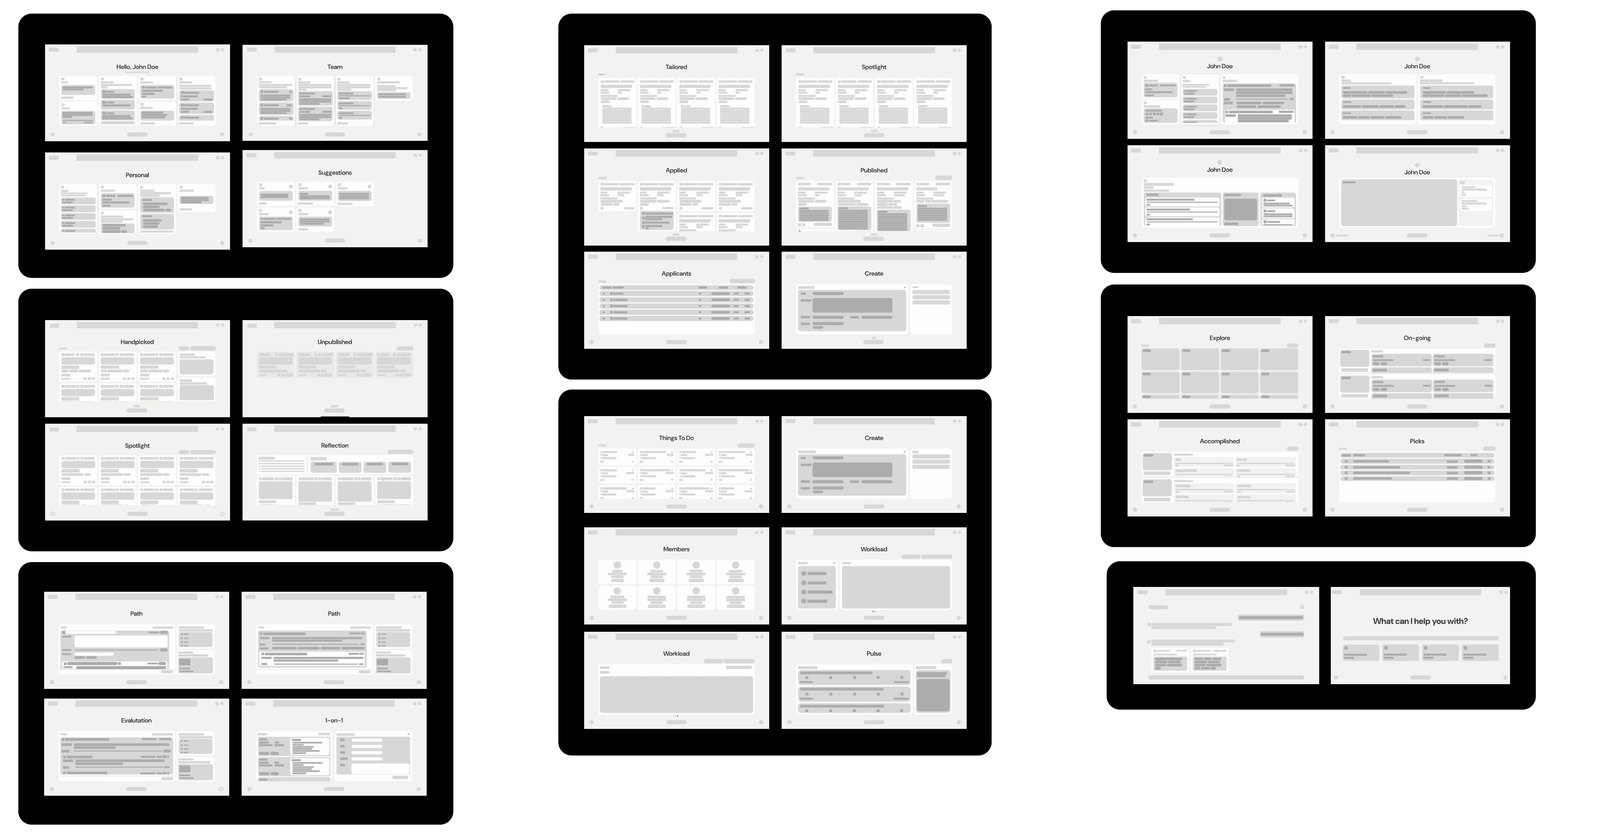 Hello, John Doe
Team
Personal
Suggestions
Handpicked
Unpublished
Spotlight
Reflection
Path
Path
Evalutation
1-on-1
Tailored
Spotlight
Applied
Published
Applicants
Create
Things To Do
Create
Members
Workload
Workload
Pulse
John Doe
John Doe
John Doe
John Doe
Explore
On-going
Accomplished
Picks
What can I help you with?